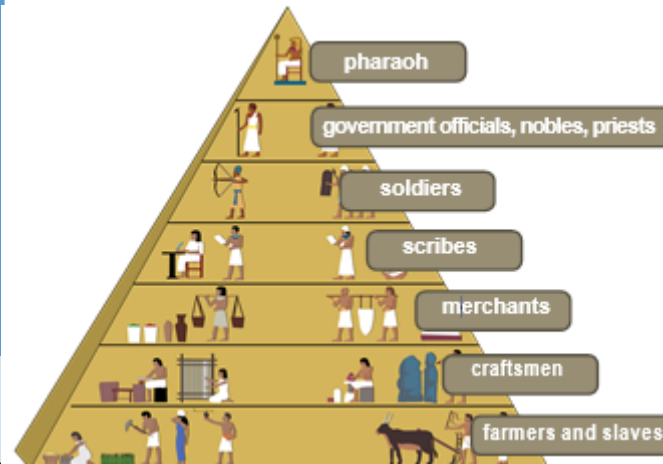 pharaoh
government officials, nobles, priests
soldiers
scribes
merchants
craftsmen
farmers and slaves